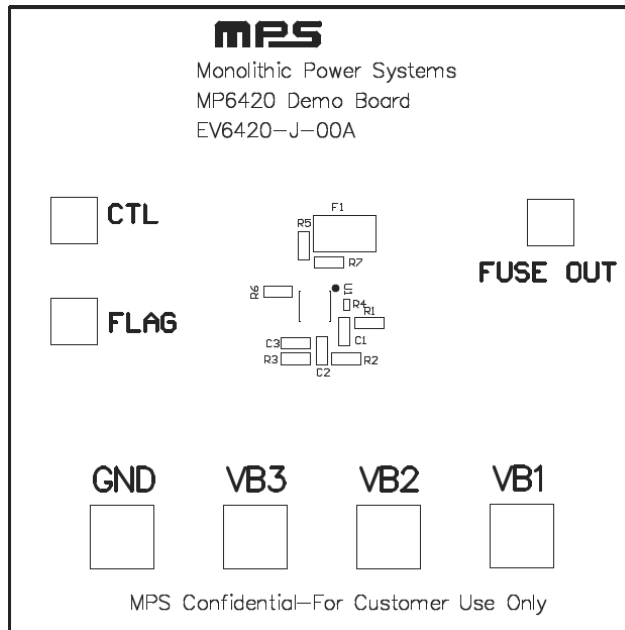 MPS
Monolithic Power Systems
MP6420 Demo Board
EV6420-J-00A
CTL
F1
R5
R7
FUSE OUT
FLAG
R6
U1
R4
R1
C3
C1
R3
C2
R2
GND
VB3
VB2
VB1
MPS Confidential-For Customer Use Only